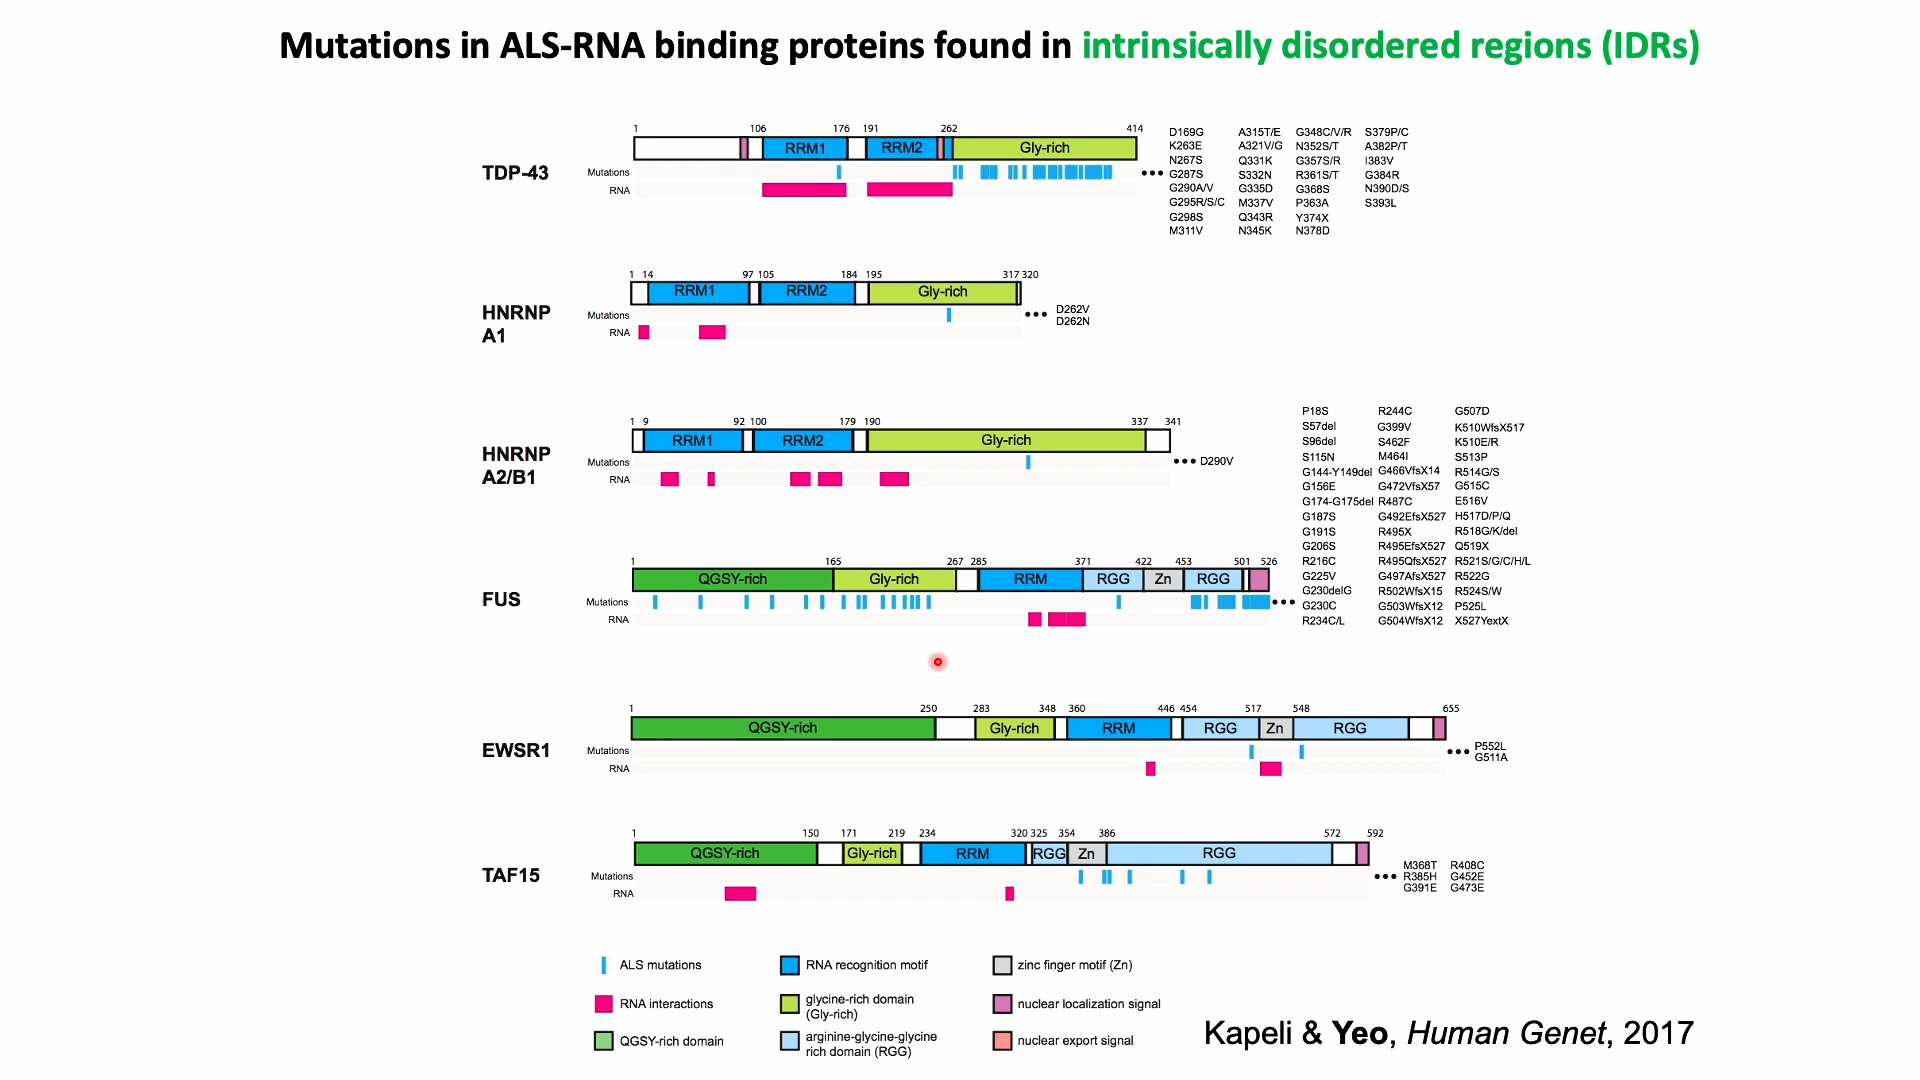 Mutations in ALS-RNA binding proteins found in intrinsically disordered regions (IDRs)
1 106 176 191 262 414
TDP-43
RRM1 RRM2 Gly-rich
Mutations
RNA
D169G A315T/E G348C/V/R S379P/C
K263E A321V/G N352S/T A382P/T
N267S Q331K G357S/R I383V
G287S S332N R361S/T G384R
G290A/V G335D G368S N390D/S
G295R/S/C M337V P363A S393L
G298S Q343R Y374X
M311V N345K N378D
1 14 97 105 184 195 317 320
HNRNP
A1
RRM1 RRM2 Gly-rich
Mutations
RNA
D262V
D262N
1 9 92 100 179 190 337 341
HNRNP
A2/B1
RRM1 RRM2 Gly-rich
Mutations
RNA
D290V
P18S R244C G507D
S57del G399V K510WfsX517
S96del S462F K510E/R
S115N M464I S513P
G144-Y149del G466VfsX14 R514G/S
G156E G472VfsX57 G515C
G174-G175del R487C E516V
G187S G492EfsX527 H517D/P/Q
G191S R495X R518G/K/del
G206S R495EfsX527 Q519X
R216C R495QfsX527 R521S/G/C/H/L
G225V G497AfsX527 R522G
G230delG R502WfsX15 R524S/W
G230C G503WfsX12 P525L
R234C/L G504WfsX12 X527YextX
1 165 267 285 371 422 453 501 526
FUS
QGSY-rich Gly-rich RRM RGG Zn RGG
Mutations
RNA
1 250 283 348 360 446 454 517 548 655
EWSR1
QGSY-rich Gly-rich RRM RGG Zn RGG
Mutations
RNA
P552L
G511A
1 150 171 219 234 320 325 354 386 572 592
TAF15
QGSY-rich Gly-rich RRM RGG Zn RGG
Mutations
RNA
M368T R408C
R385H G452E
G391E G473E
ALS mutations
RNA interactions
QGSY-rich domain
RNA recognition motif
glycine-rich domain
(Gly-rich)
arginine-glycine-glycine
rich domain (RGG)
zinc finger motif (Zn)
nuclear localization signal
nuclear export signal
Kapeli & Yeo, Human Genet, 2017